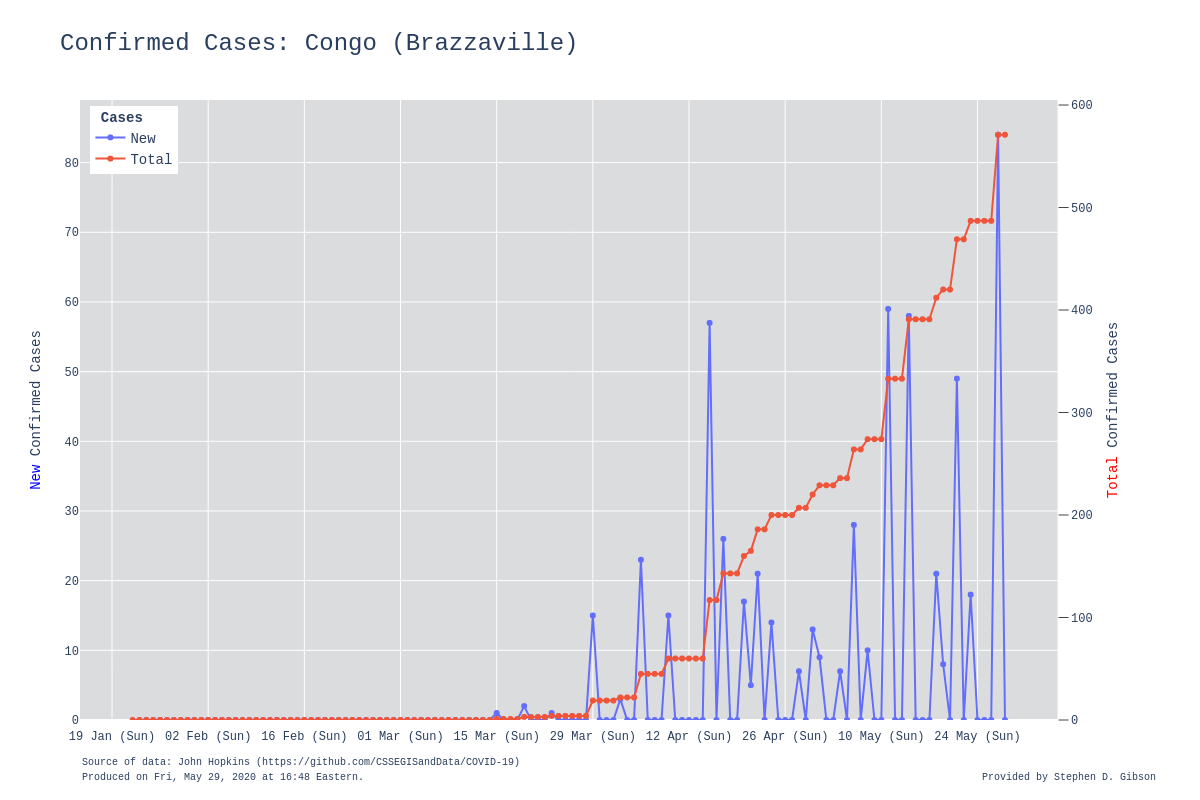 Confirmed Cases: Congo (Brazzaville)
Cases
New
Total
0
10
20
30
40
50
60
70
80
New Confirmed Cases
0
100
200
300
400
500
600
Total Confirmed Cases
19 Jan (Sun) 02 Feb (Sun) 16 Feb (Sun) 01 Mar (Sun) 15 Mar (Sun) 29 Mar (Sun) 12 Apr (Sun) 26 Apr (Sun) 10 May (Sun) 24 May (Sun)
Source of data: John Hopkins (https://github.com/CSSEGISandData/COVID-19)
Produced on Fri, May 29, 2020 at 16:48 Eastern.
Provided by Stephen D. Gibson